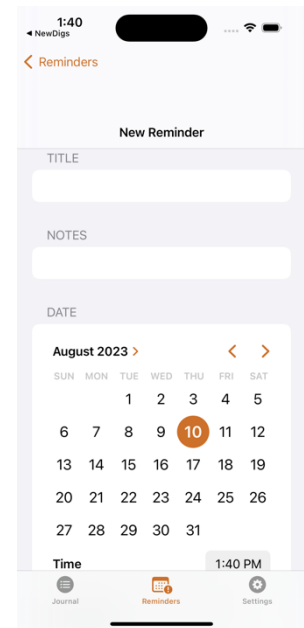 1:40
◀ NewDigs
Reminders
New Reminder
TITLE
NOTES
DATE
August 2023 >
SUN MON TUE WED THU FRI SAT
1 2 3 4 5
6 7 8 9 10 11 12
13 14 15 16 17 18 19
20 21 22 23 24 25 26
27 28 29 30 31
Time 1:40 PM
Journal Reminders Settings